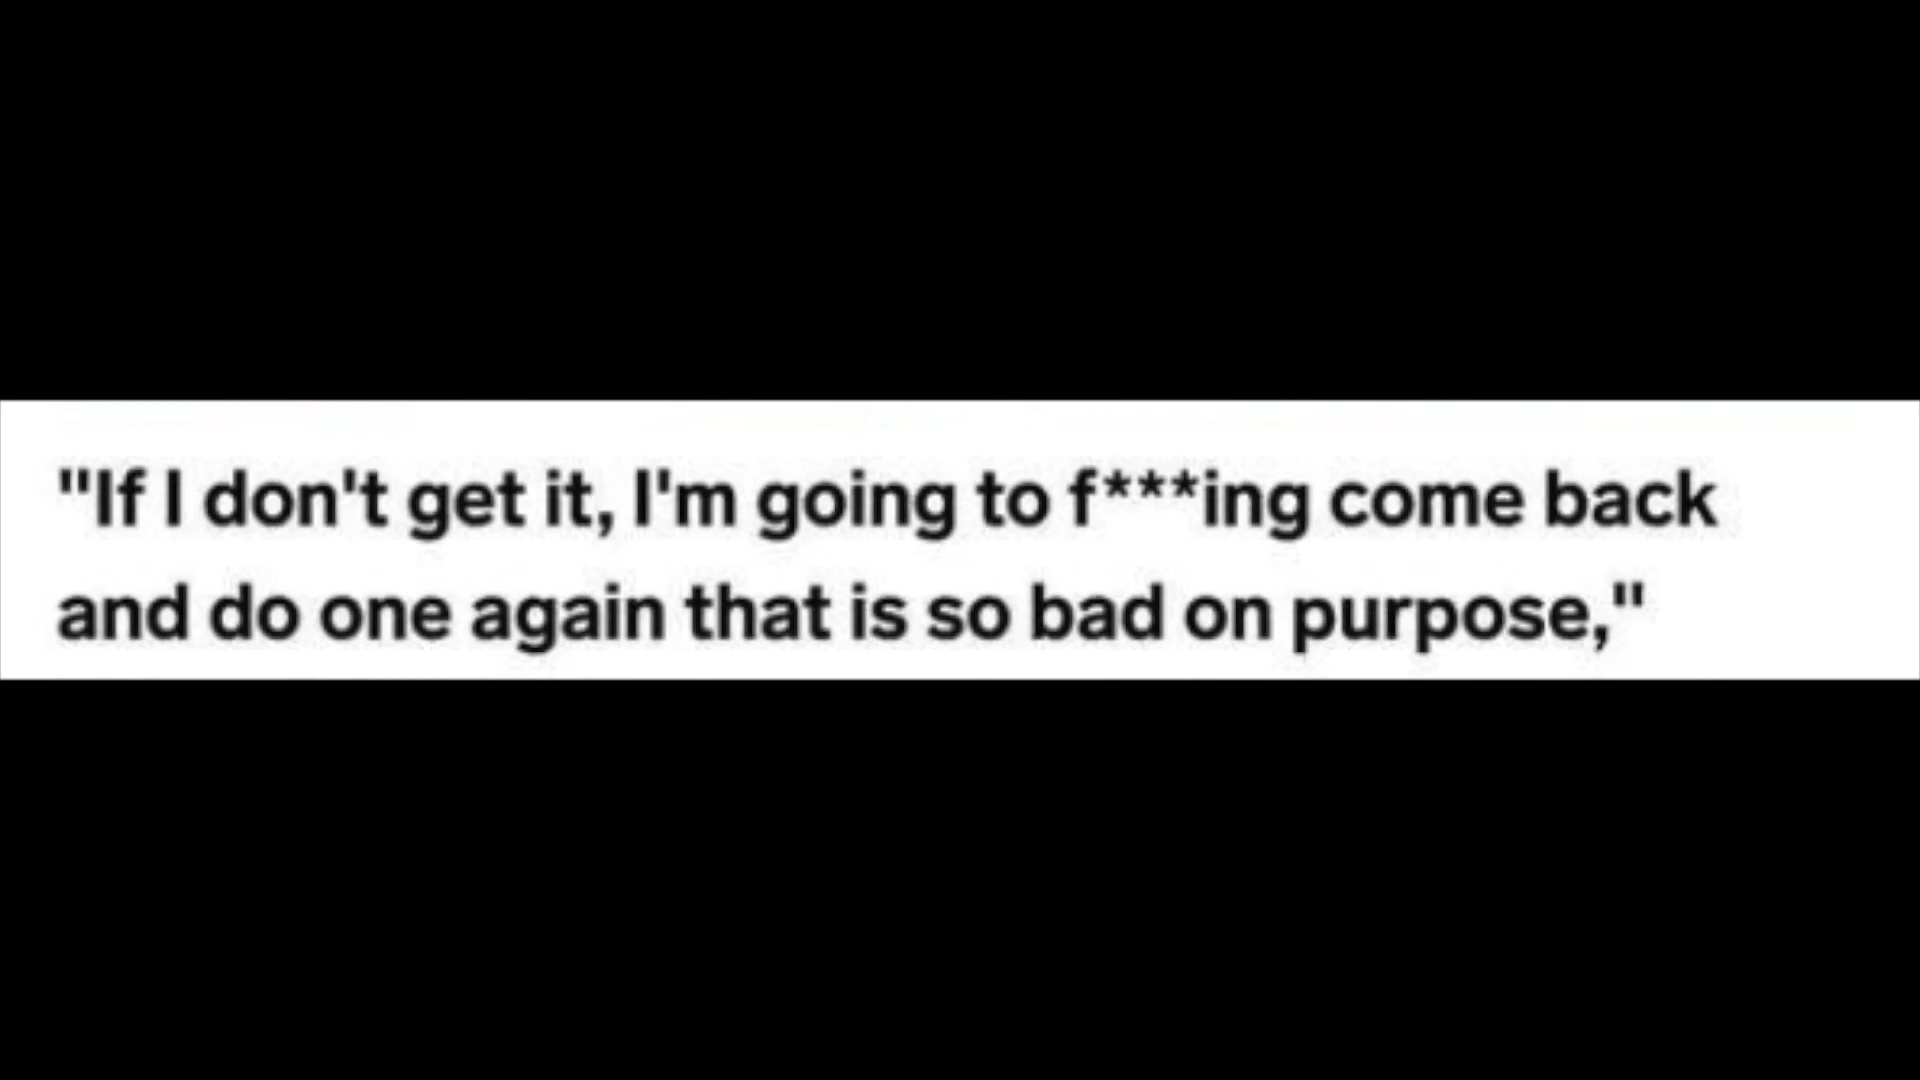 "If I don't get it, I'm going to f***ing come back
and do one again that is so bad on purpose,"